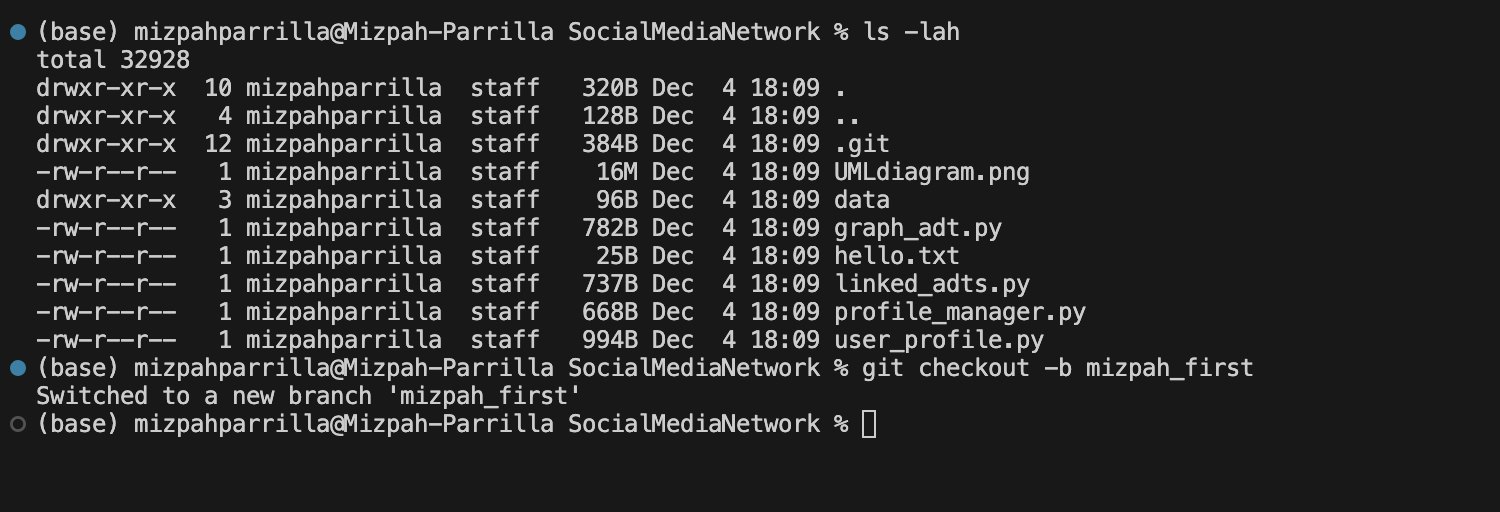 (base) mizpahparrilla@Mizpah-Parrilla SocialMediaNetwork % ls -lah
total 32928
drwxr-xr-x  10 mizpahparrilla  staff   320B Dec  4 18:09 .
drwxr-xr-x   4 mizpahparrilla  staff   128B Dec  4 18:09 ..
drwxr-xr-x  12 mizpahparrilla  staff   384B Dec  4 18:09 .git
-rw-r--r--   1 mizpahparrilla  staff    16M Dec  4 18:09 UMLdiagram.png
drwxr-xr-x   3 mizpahparrilla  staff    96B Dec  4 18:09 data
-rw-r--r--   1 mizpahparrilla  staff   782B Dec  4 18:09 graph_adt.py
-rw-r--r--   1 mizpahparrilla  staff    25B Dec  4 18:09 hello.txt
-rw-r--r--   1 mizpahparrilla  staff   737B Dec  4 18:09 linked_adts.py
-rw-r--r--   1 mizpahparrilla  staff   668B Dec  4 18:09 profile_manager.py
-rw-r--r--   1 mizpahparrilla  staff   994B Dec  4 18:09 user_profile.py
(base) mizpahparrilla@Mizpah-Parrilla SocialMediaNetwork % git checkout -b mizpah_first
Switched to a new branch 'mizpah_first'
(base) mizpahparrilla@Mizpah-Parrilla SocialMediaNetwork %